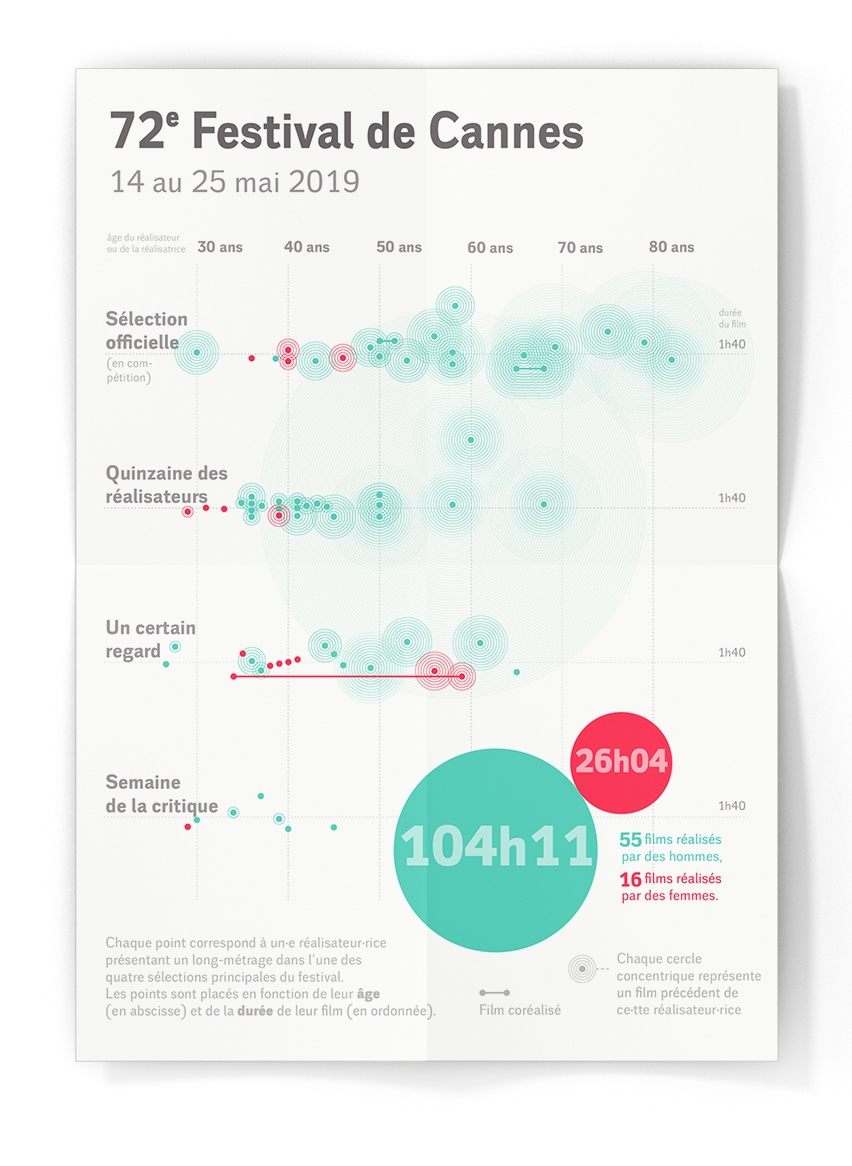 72e Festival de Cannes
14 au 25 mai 2019
âge du réalisateur
ou de la réalisatrice
30 ans 40 ans 50 ans 60 ans 70 ans 80 ans
Sélection
officielle
(en com-
pétition)
durée
du film
1h40
Quinzaine des
réalisateurs
1h40
Un certain
regard
1h40
Semaine
de la critique
1h40
26h04
104h11
55 films réalisés
par des hommes,
16 films réalisés
par des femmes.
Chaque point correspond à un·e réalisateur·rice
présentant un long-métrage dans l'une des
quatre sélections principales du festival.
Les points sont placés en fonction de leur âge
(en abscisse) et de la durée de leur film (en ordonnée).
Film coréalisé
Chaque cercle
concentrique représente
un film précédent de
ce·tte réalisateur·rice